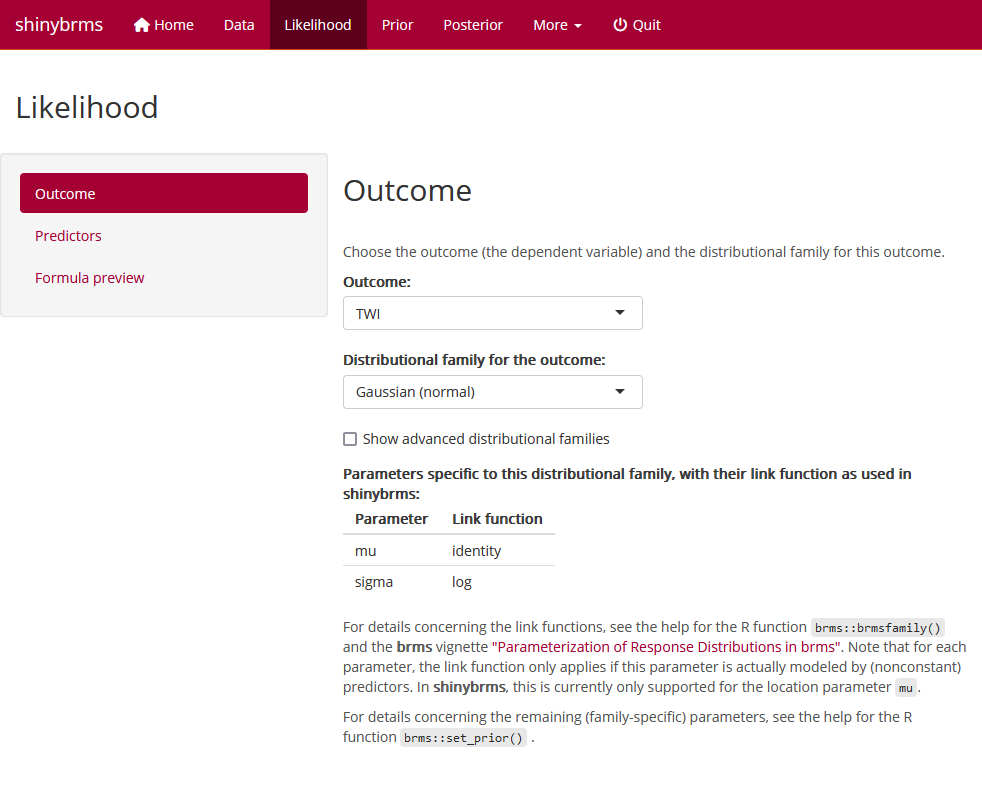 shinybrms Home Data Likelihood Prior Posterior More Quit
Likelihood
Outcome
Predictors
Formula preview
Outcome
Choose the outcome (the dependent variable) and the distributional family for this outcome.
Outcome:
TWI
Distributional family for the outcome:
Gaussian (normal)
Show advanced distributional families
Parameters specific to this distributional family, with their link function as used in
shinybrms:
Parameter Link function
mu identity
sigma log
For details concerning the link functions, see the help for the R function brms::brmsfamily()
and the brms vignette "Parameterization of Response Distributions in brms". Note that for each
parameter, the link function only applies if this parameter is actually modeled by (nonconstant)
predictors. In shinybrms, this is currently only supported for the location parameter mu.
For details concerning the remaining (family-specific) parameters, see the help for the R
function brms::set_prior() .